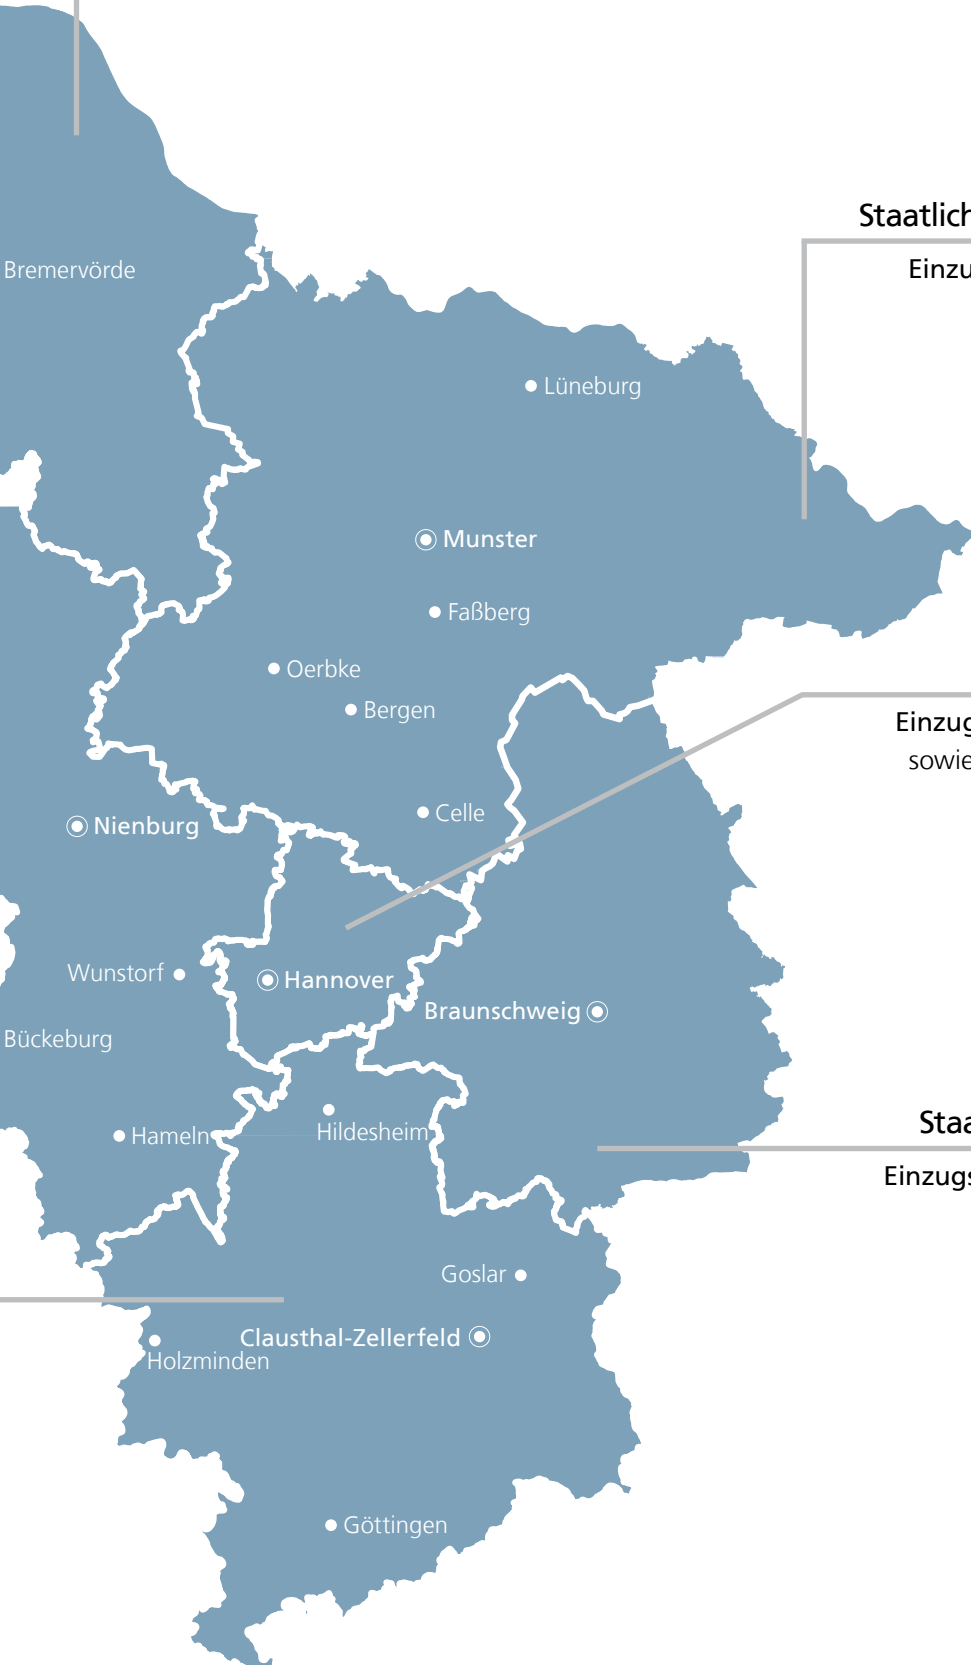 Staatlich
Einzu
Bremervörde
Lüneburg
Munster
Faßberg
Oerbke
Bergen
Einzug
sowie
Celle
Nienburg
Wunstorf
Hannover
Braunschweig
Bückeburg
Staa
Hildesheim
Hameln
Einzugs
Goslar
Clausthal-Zellerfeld
Holzminden
Göttingen